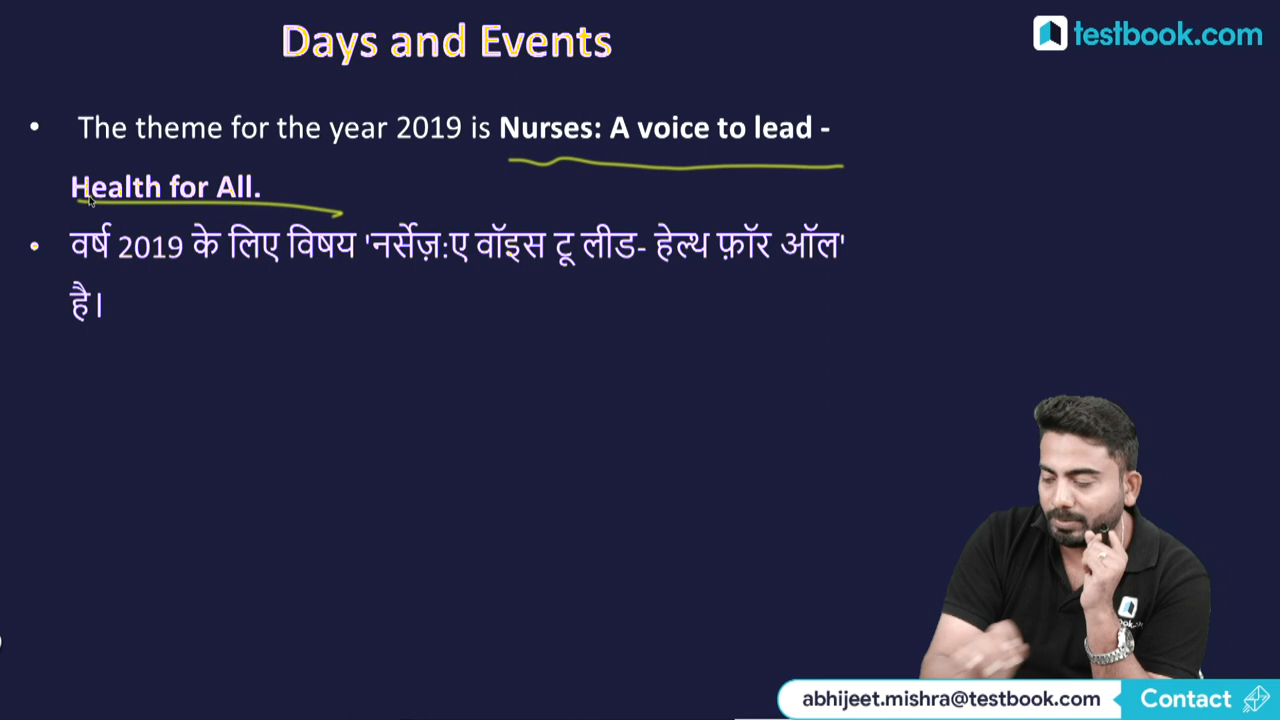 Days and Events
testbook.com
• The theme for the year 2019 is Nurses: A voice to lead -
Health for All.
• वर्ष 2019 के लिए विषय 'नर्सेज़:ए वॉइस टू लीड- हेल्थ फ़ॉर ऑल'
है।
abhijeet.mishra@testbook.com
Contact